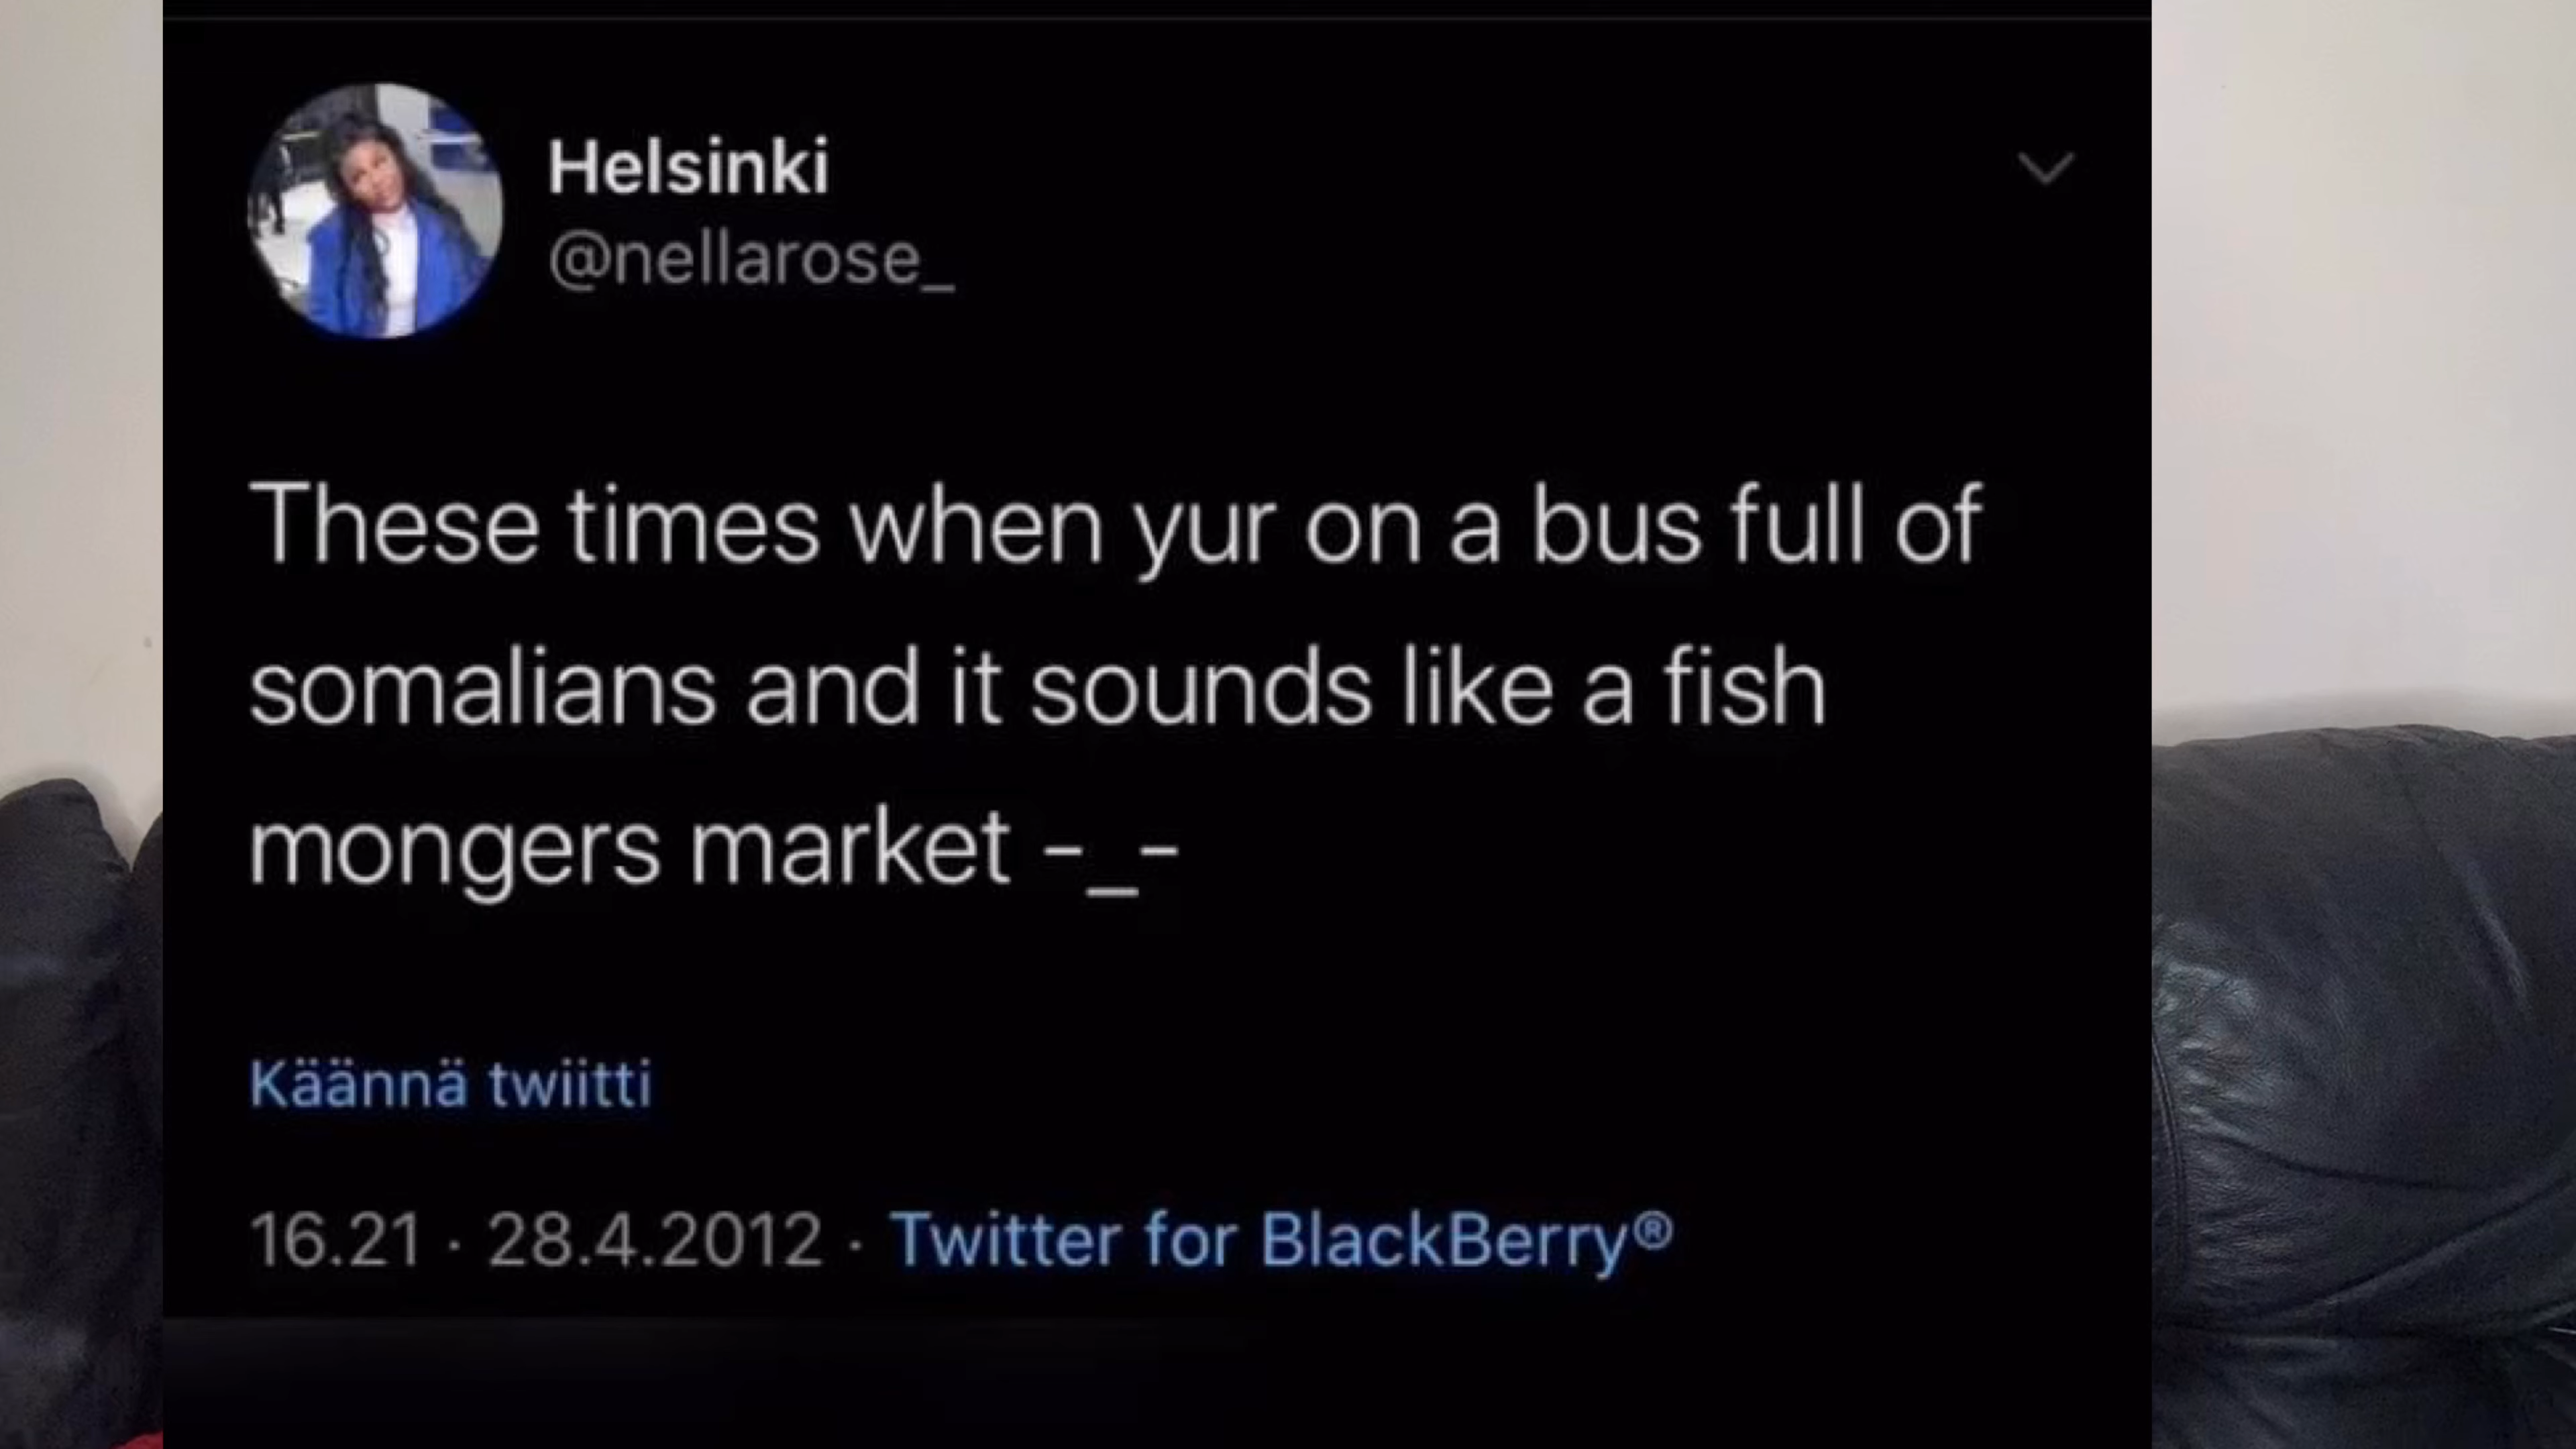 Helsinki
@nellarose_
These times when yur on a bus full of
somalians and it sounds like a fish
mongers market -_-
Käännä twiitti
16.21 · 28.4.2012 · Twitter for BlackBerry®